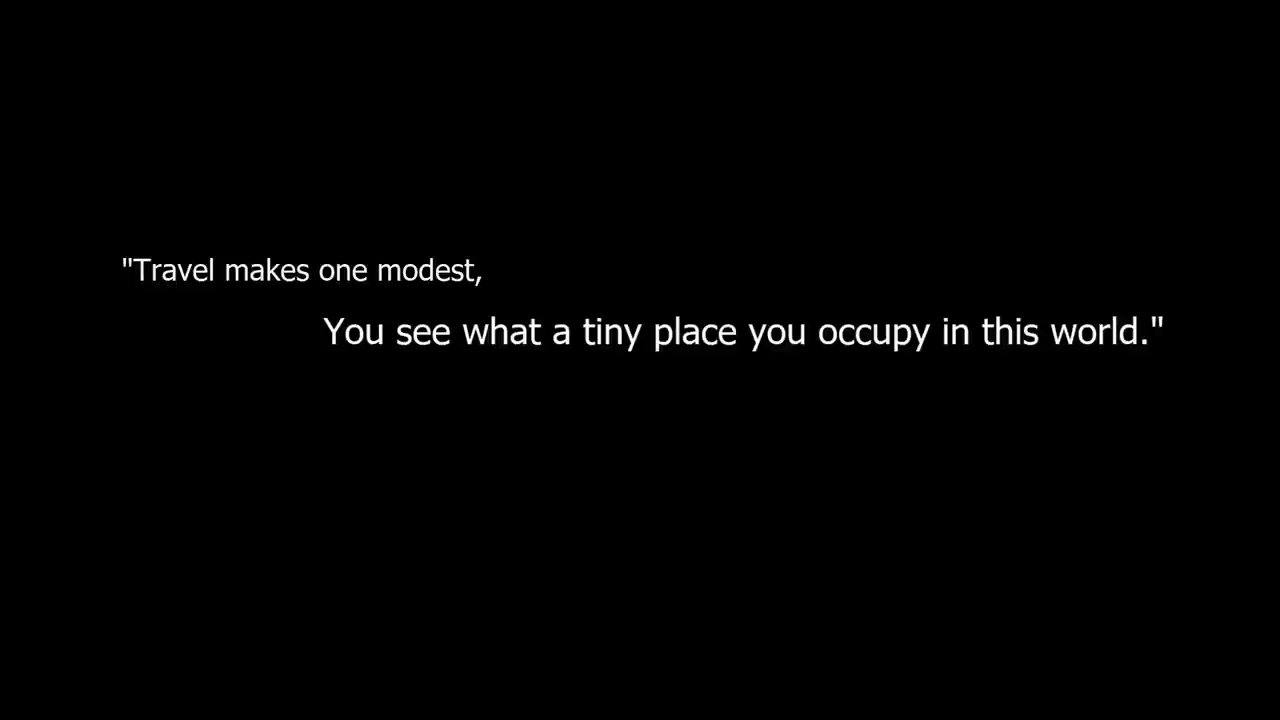 "Travel makes one modest,
You see what a tiny place you occupy in this world."